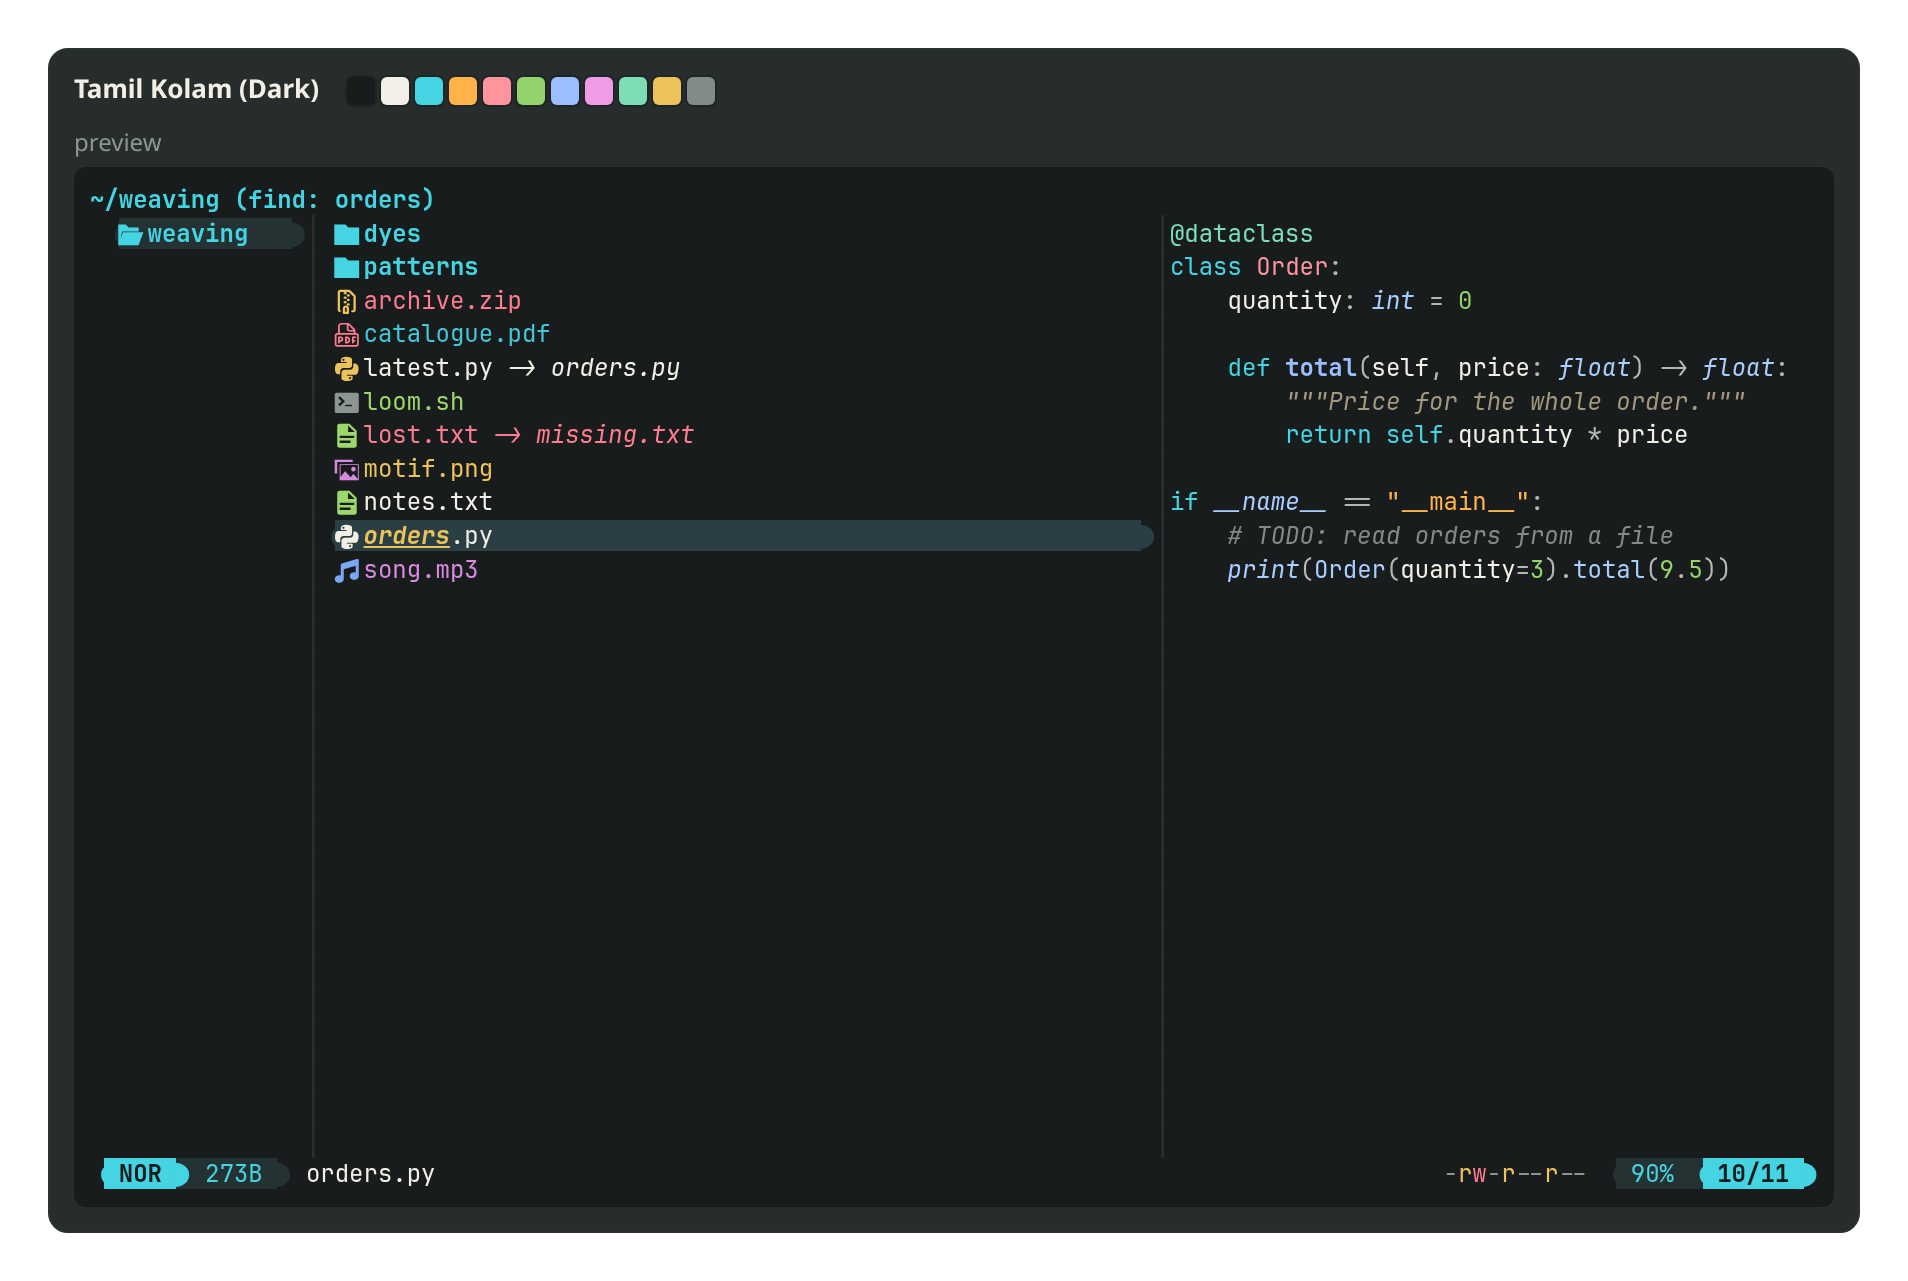 Tamil Kolam (Dark)
preview
~/weaving (find: orders)
weaving
dyes
patterns
archive.zip
catalogue.pdf
latest.py -> orders.py
loom.sh
lost.txt -> missing.txt
motif.png
notes.txt
orders.py
song.mp3
@dataclass
class Order:
    quantity: int = 0
    def total(self, price: float) -> float:
        """Price for the whole order."""
        return self.quantity * price
if __name__ == "__main__":
    # TODO: read orders from a file
    print(Order(quantity=3).total(9.5))
NOR 273B orders.py
-rw-r--r-- 90% 10/11